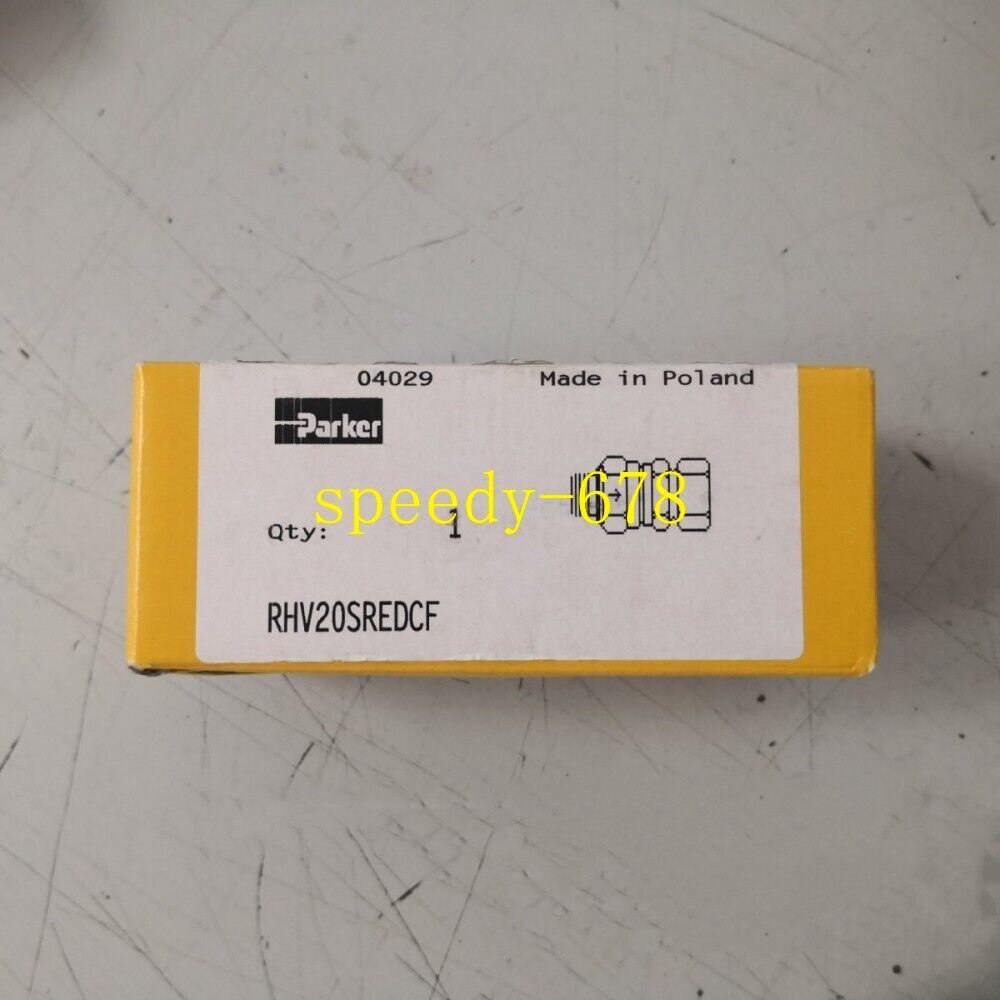 04029 Made in Poland
Parker
speedy-678
Qty: 1
RHV20SREDCF